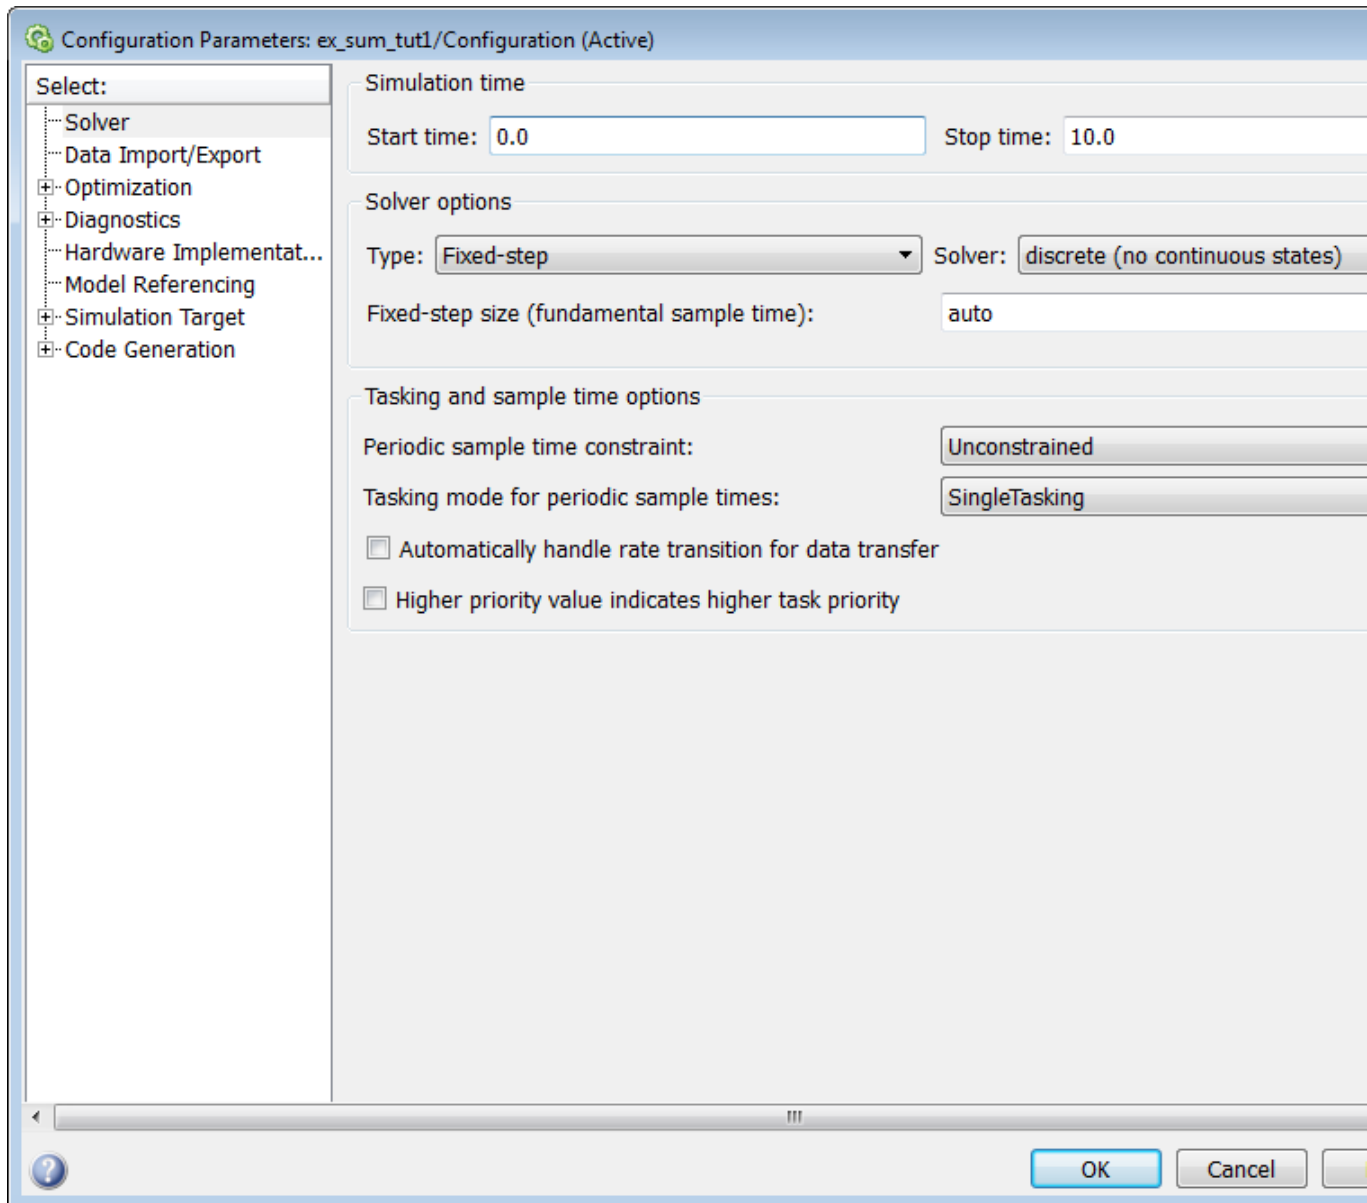 Configuration Parameters: ex_sum_tut1/Configuration (Active)
Select:
Solver
Data Import/Export
Optimization
Diagnostics
Hardware Implementat...
Model Referencing
Simulation Target
Code Generation
Simulation time
Start time: 0.0 Stop time: 10.0
Solver options
Type: Fixed-step Solver: discrete (no continuous states)
Fixed-step size (fundamental sample time): auto
Tasking and sample time options
Periodic sample time constraint: Unconstrained
Tasking mode for periodic sample times: SingleTasking
Automatically handle rate transition for data transfer
Higher priority value indicates higher task priority
OK Cancel